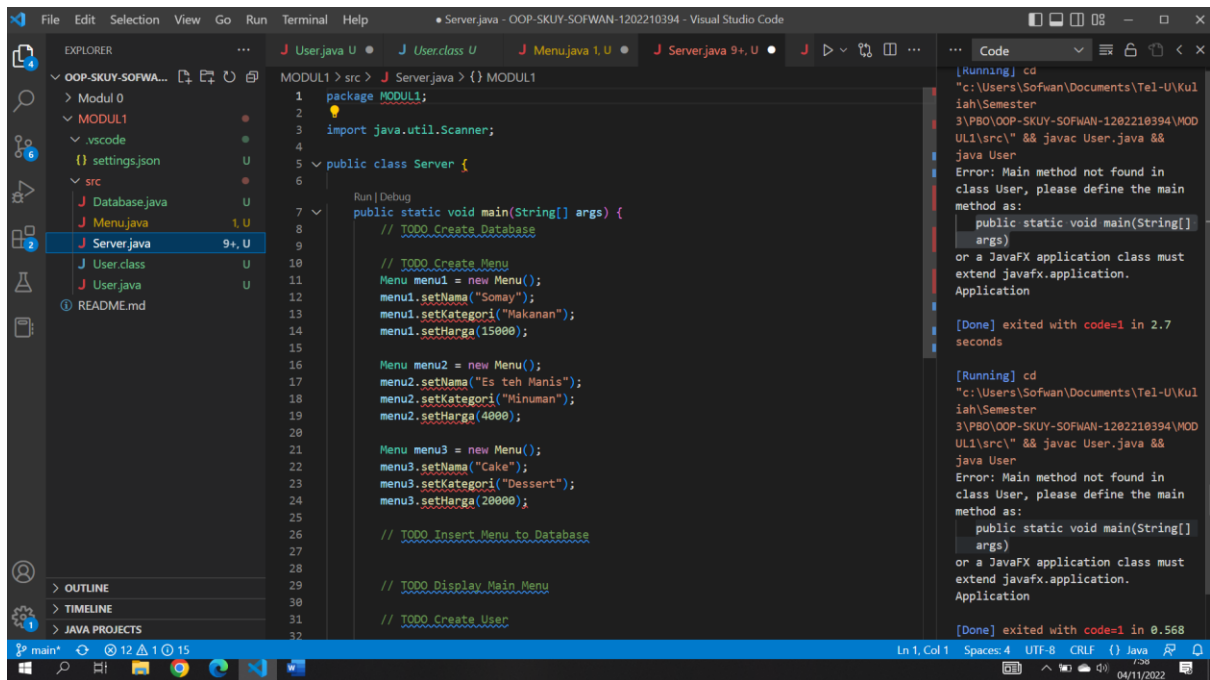 File Edit Selection View Go Run Terminal Help
● Server.java - OOP-SKUY-SOFWAN-1202210394 - Visual Studio Code
EXPLORER
OOP-SKUY-SOFWA...
> Modul 0
MODUL1
.vscode
{} settings.json U
src
J Database.java U
J Menu.java 1, U
J Server.java 9+, U
J User.class U
J User.java U
README.md
> OUTLINE
> TIMELINE
> JAVA PROJECTS
J User.java U ● J User.class U J Menu.java 1, U ● J Server.java 9+, U ● J
MODUL1 > src > J Server.java > {} MODUL1
1 package MODUL1;
2
3 import java.util.Scanner;
4
5 public class Server {
6
Run | Debug
7 public static void main(String[] args) {
8 // TODO Create Database
9
10 // TODO Create Menu
11 Menu menu1 = new Menu();
12 menu1.setNama("Somay");
13 menu1.setKategori("Makanan");
14 menu1.setHarga(15000);
15
16 Menu menu2 = new Menu();
17 menu2.setNama("Es teh Manis");
18 menu2.setKategori("Minuman");
19 menu2.setHarga(4000);
20
21 Menu menu3 = new Menu();
22 menu3.setNama("Cake");
23 menu3.setKategori("Dessert");
24 menu3.setHarga(20000);
25
26 // TODO Insert Menu to Database
27
28
29 // TODO Display Main Menu
30
31 // TODO Create User
32
Code
[Running] cd
"c:\Users\Sofwan\Documents\Tel-U\Kul
iah\Semester
3\PBO\OOP-SKUY-SOFWAN-1202210394\MOD
UL1\src\" && javac User.java &&
java User
Error: Main method not found in
class User, please define the main
method as:
public static void main(String[]
args)
or a JavaFX application class must
extend javafx.application.
Application
[Done] exited with code=1 in 2.7
seconds
[Running] cd
"c:\Users\Sofwan\Documents\Tel-U\Kul
iah\Semester
3\PBO\OOP-SKUY-SOFWAN-1202210394\MOD
UL1\src\" && javac User.java &&
java User
Error: Main method not found in
class User, please define the main
method as:
public static void main(String[]
args)
or a JavaFX application class must
extend javafx.application.
Application
[Done] exited with code=1 in 0.568
main* 12 1 15
Ln 1, Col 1 Spaces: 4 UTF-8 CRLF {} Java
7:58
04/11/2022